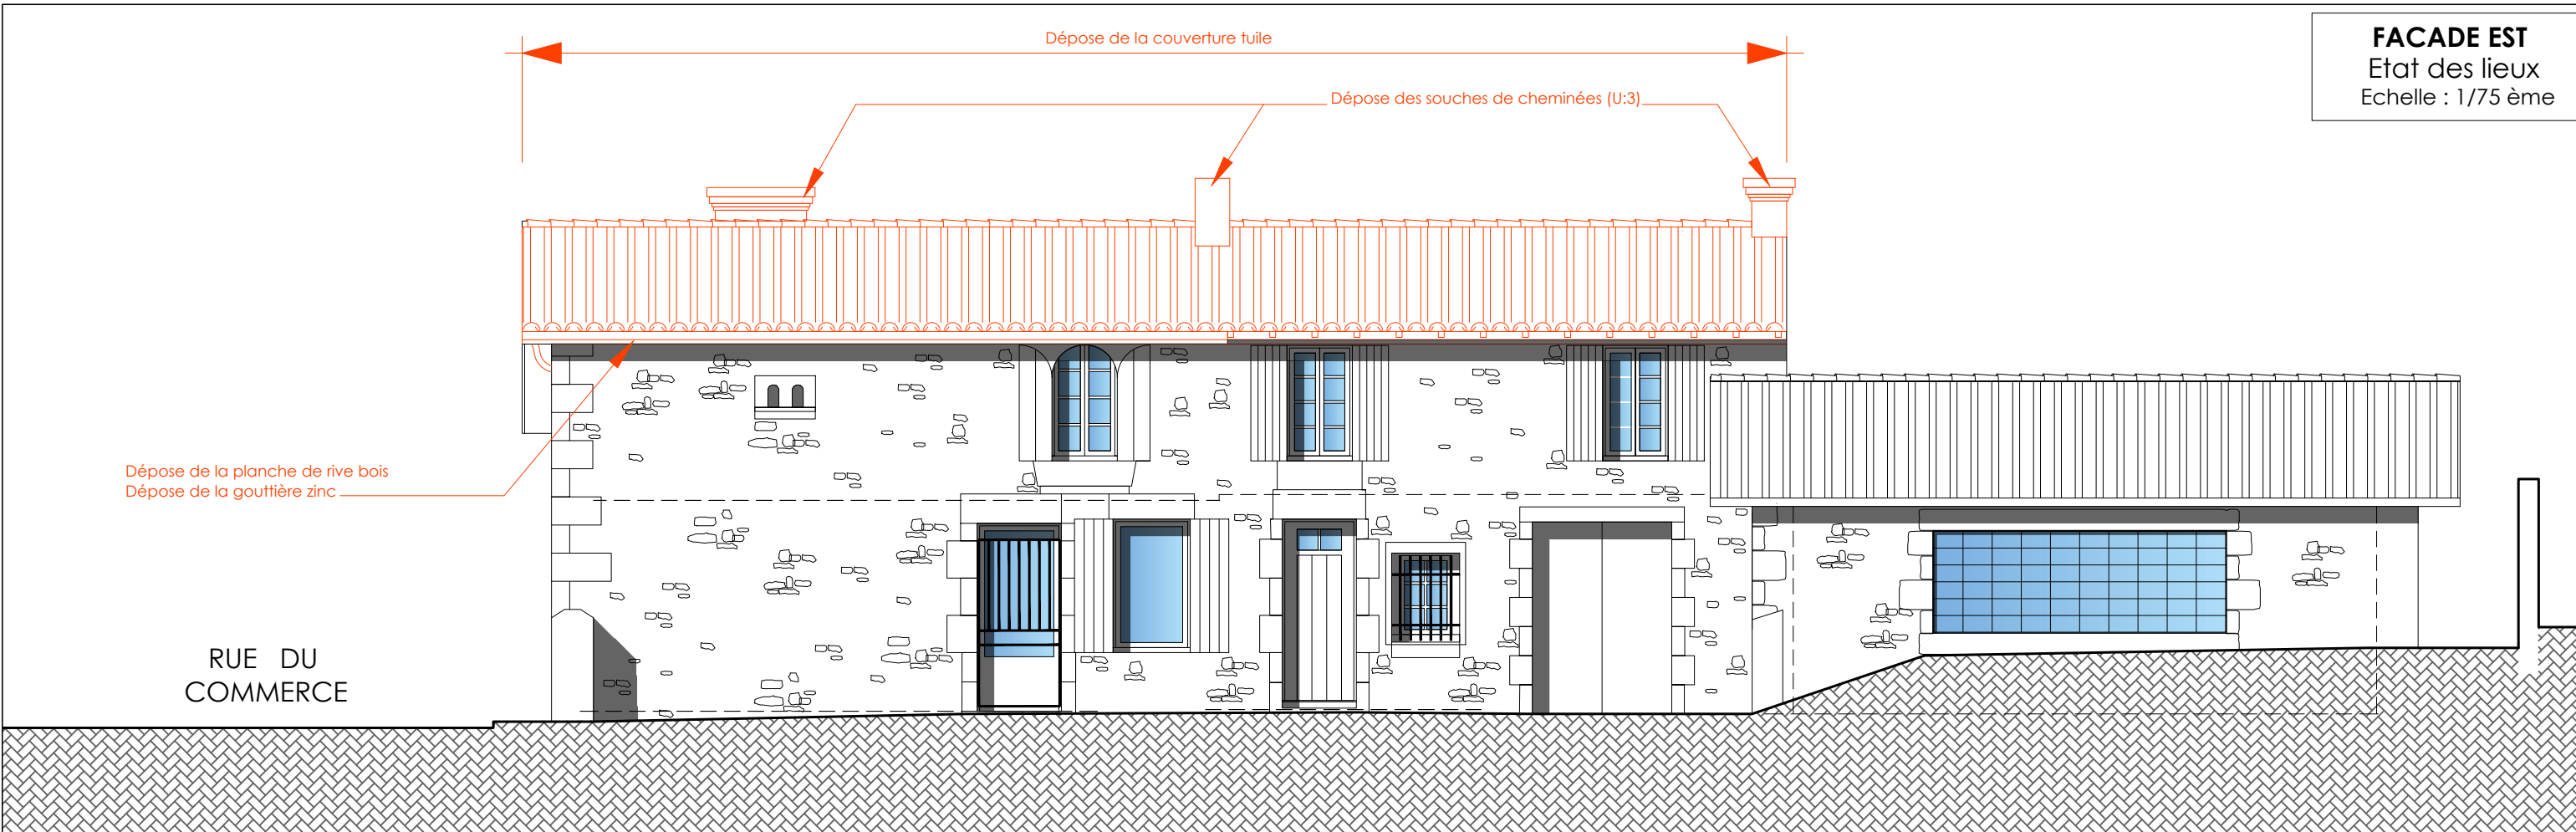 Dépose de la couverture tuile
FACADE EST
Etat des lieux
Echelle : 1/75 ème
Dépose des souches de cheminées (U:3)
Dépose de la planche de rive bois
Dépose de la gouttière zinc
RUE DU
COMMERCE